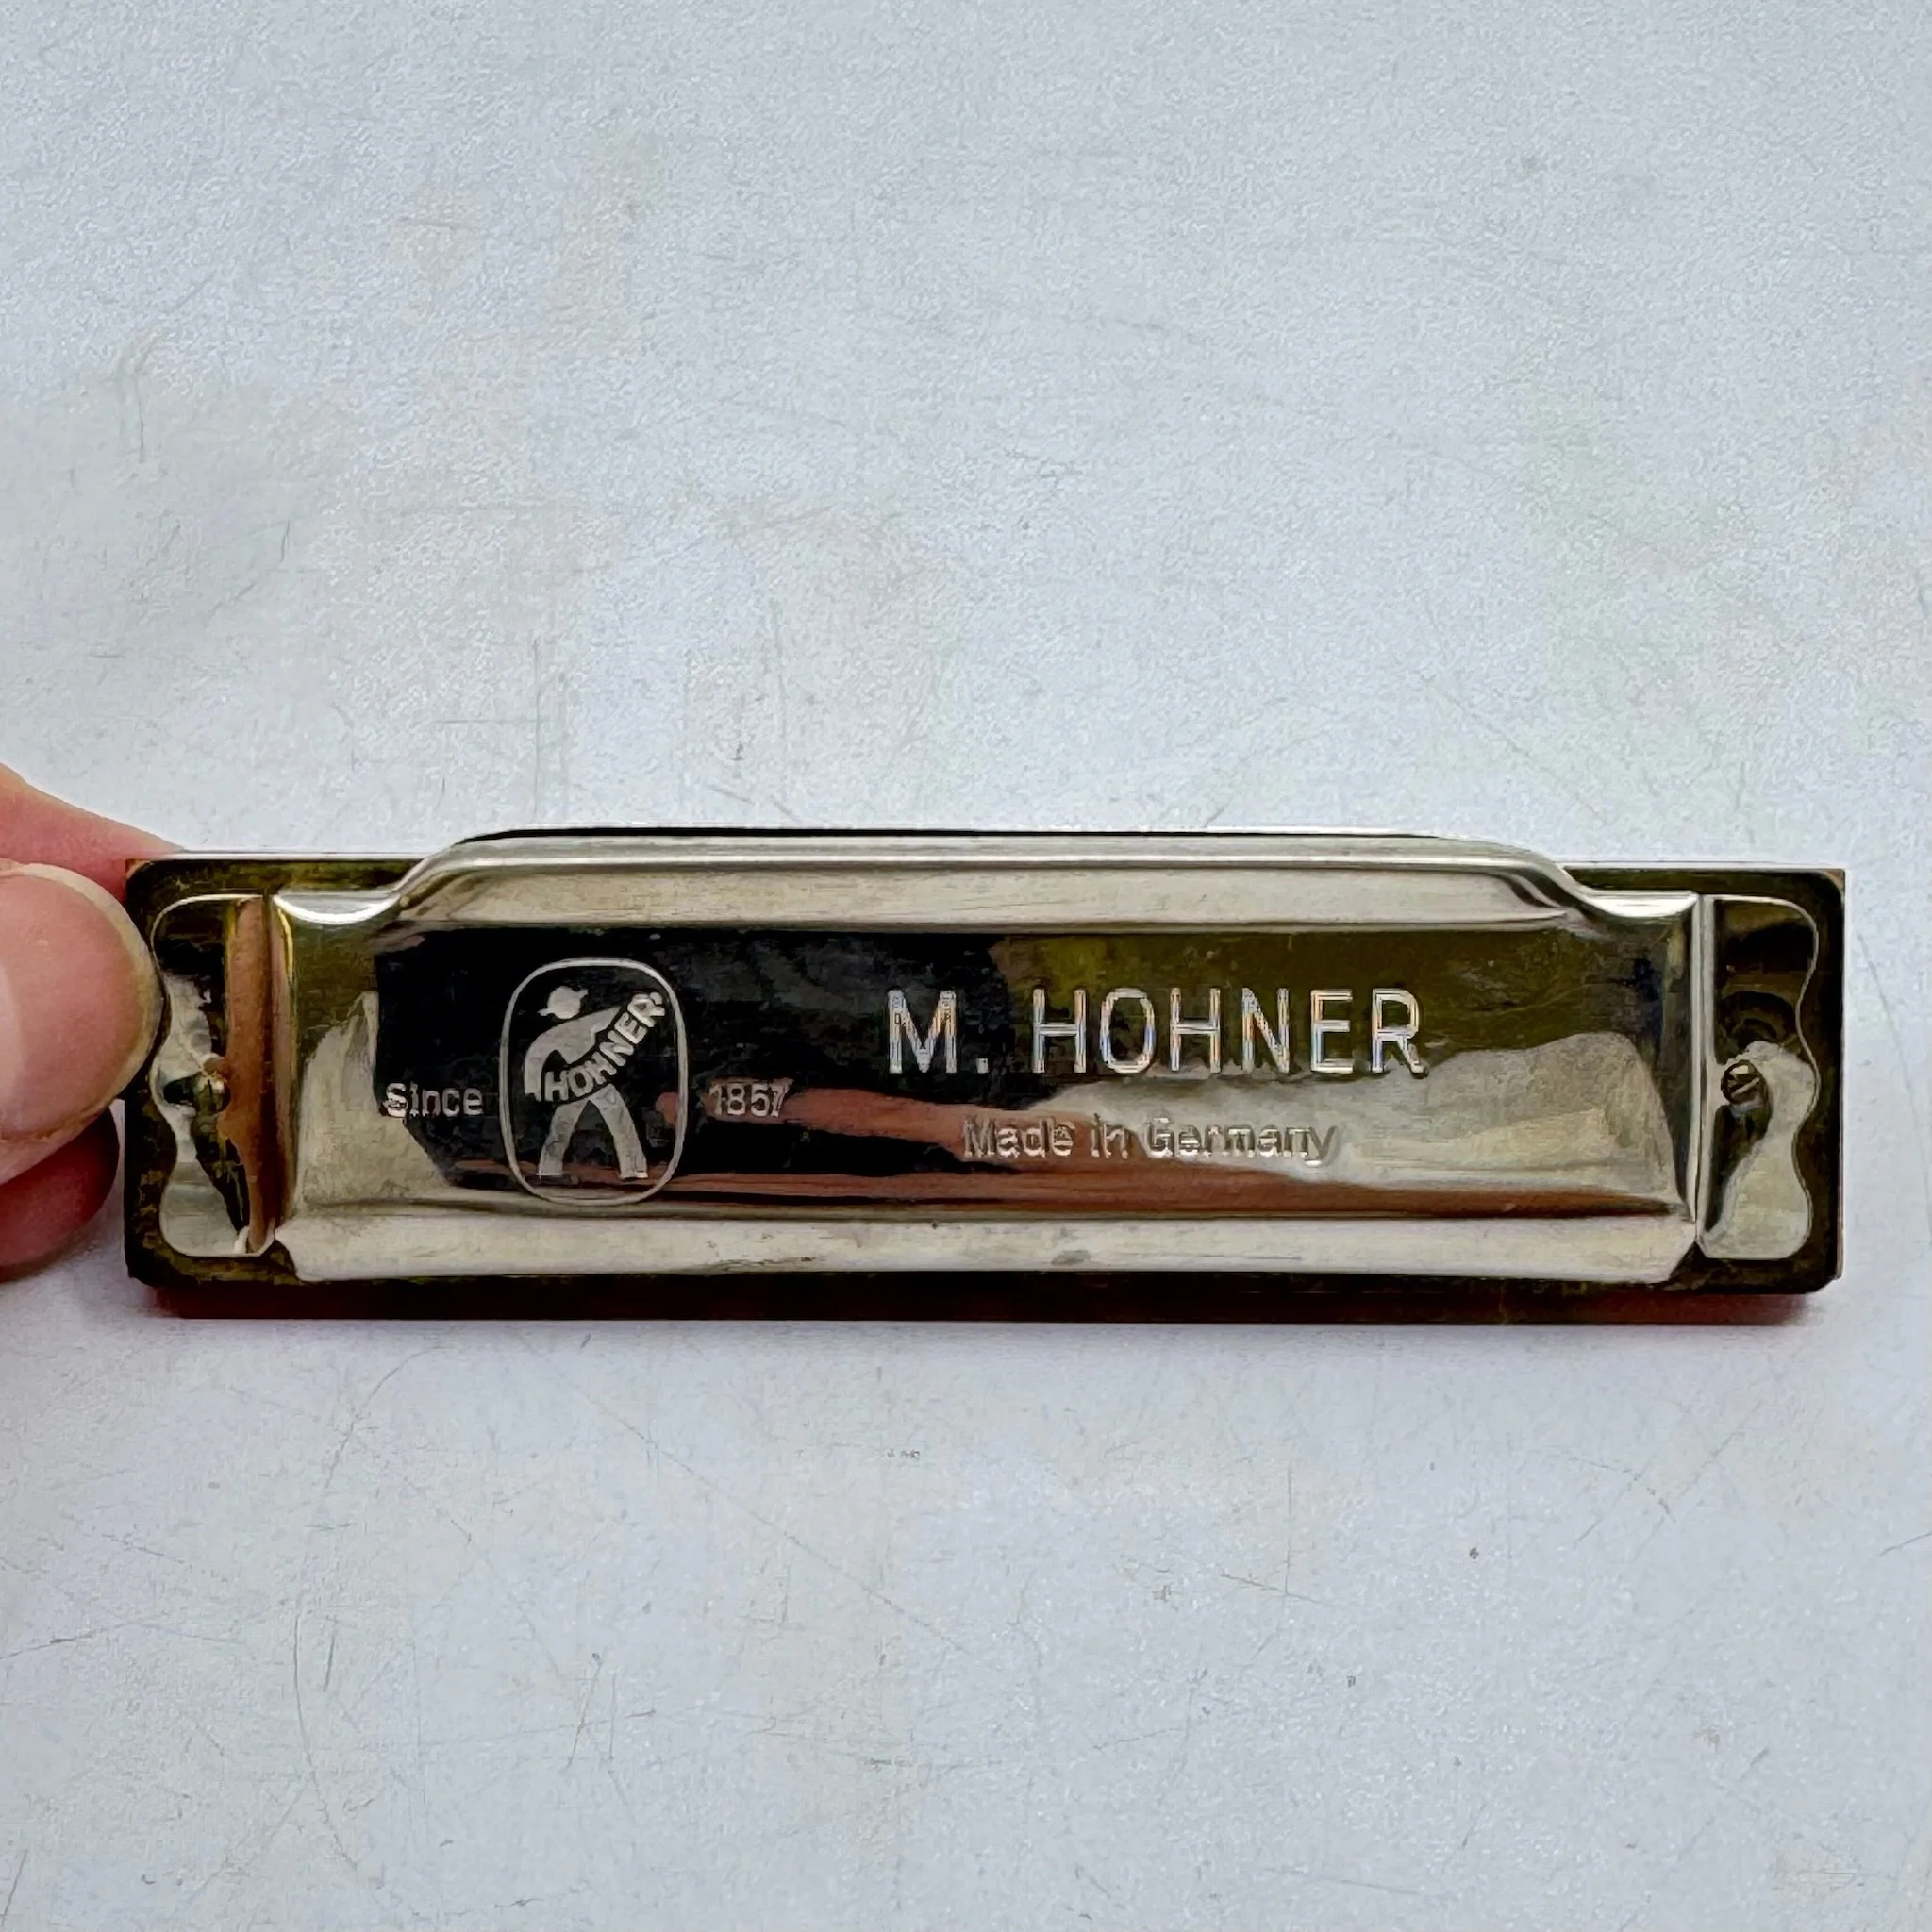 M. HOHNER
HOHNER
Since 1857
Made in Germany